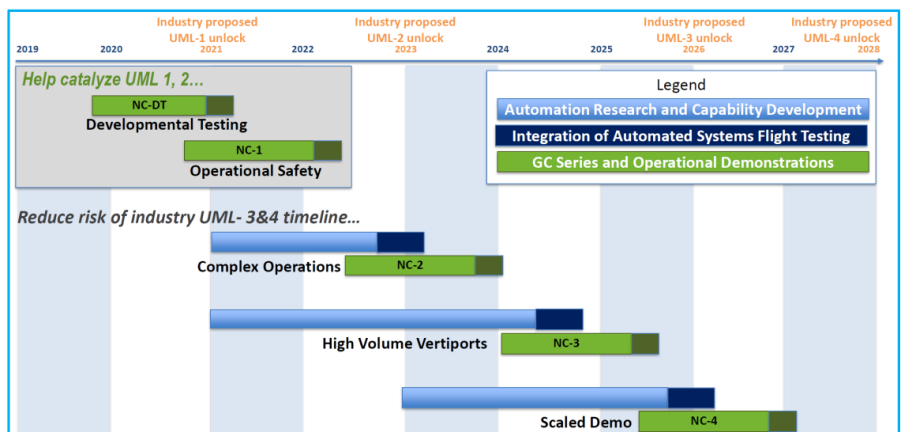 Industry proposed Industry proposed Industry proposed Industry proposed
UML-1 unlock UML-2 unlock UML-3 unlock UML-4 unlock
2019 2020 2021 2022 2023 2024 2025 2026 2027 2028
Help catalyze UML 1, 2…
NC-DT
Developmental Testing
NC-1
Operational Safety
Legend
Automation Research and Capability Development
Integration of Automated Systems Flight Testing
GC Series and Operational Demonstrations
Reduce risk of industry UML- 3&4 timeline…
Complex Operations NC-2
High Volume Vertiports NC-3
Scaled Demo NC-4